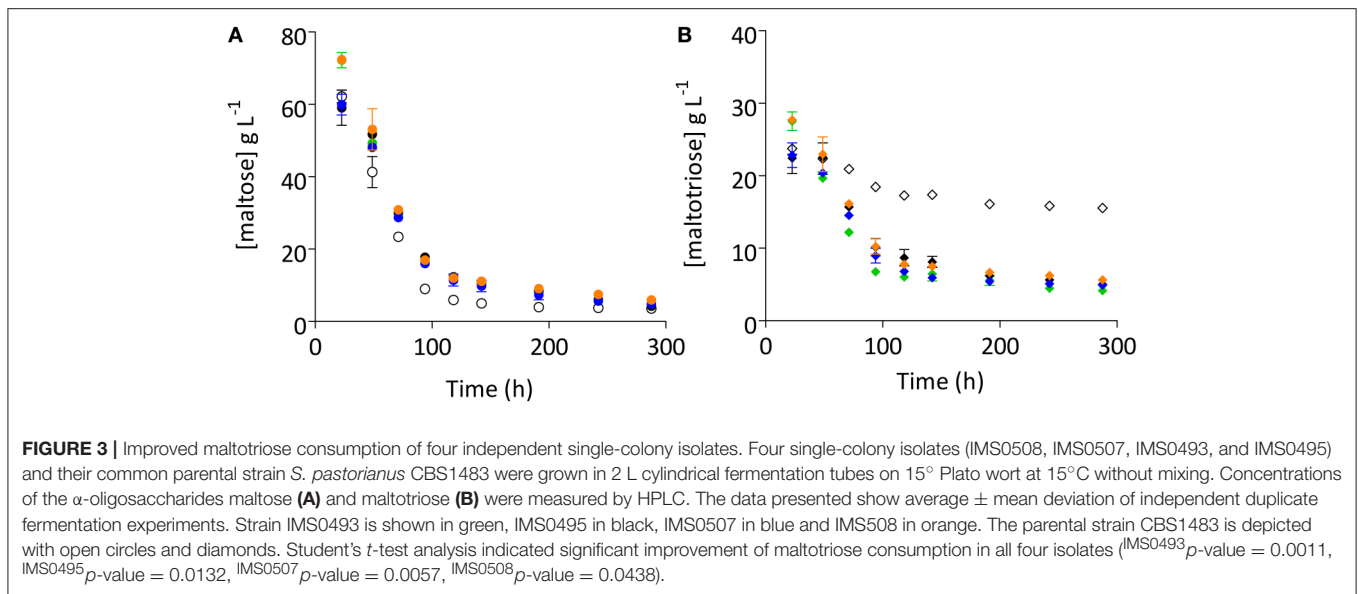 A
B
80
60
40
20
0
[maltose] g L-1
0
100
200
300
Time (h)
40
30
20
10
0
[maltotriose] g L-1
0
100
200
300
Time (h)
FIGURE 3 | Improved maltotriose consumption of four independent single-colony isolates. Four single-colony isolates (IMS0508, IMS0507, IMS0493, and IMS0495)
and their common parental strain S. pastorianus CBS1483 were grown in 2 L cylindrical fermentation tubes on 15° Plato wort at 15°C without mixing. Concentrations
of the α-oligosaccharides maltose (A) and maltotriose (B) were measured by HPLC. The data presented show average ± mean deviation of independent duplicate
fermentation experiments. Strain IMS0493 is shown in green, IMS0495 in black, IMS0507 in blue and IMS508 in orange. The parental strain CBS1483 is depicted
with open circles and diamonds. Student's t-test analysis indicated significant improvement of maltotriose consumption in all four isolates (IMS0493p-value = 0.0011,
IMS0495p-value = 0.0132, IMS0507p-value = 0.0057, IMS0508p-value = 0.0438).